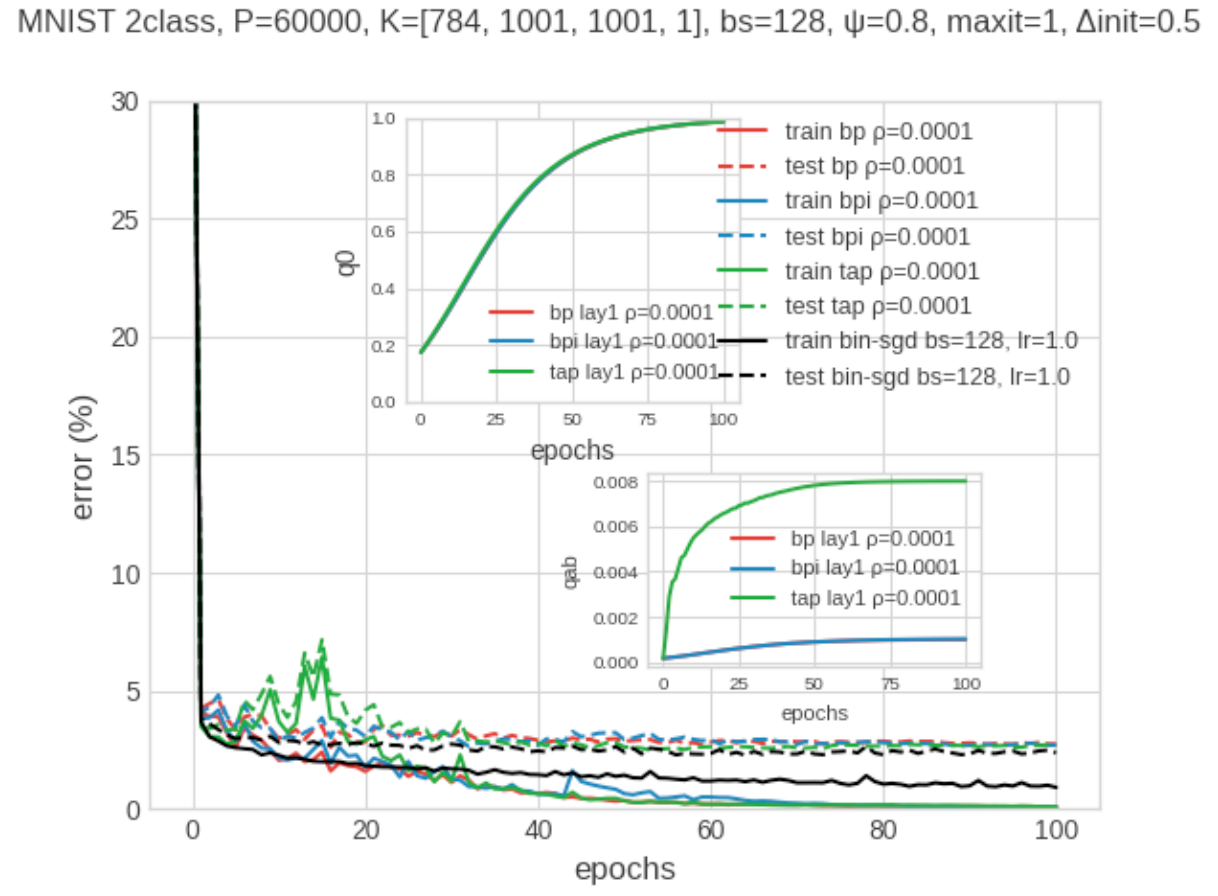 MNIST 2class, P=60000, K=[784, 1001, 1001, 1], bs=128, ψ=0.8, maxit=1, Δinit=0.5
30
25
20
15
10
5
0
error (%)
0
20
40
60
80
100
epochs
train bp ρ=0.0001
test bp ρ=0.0001
train bpi ρ=0.0001
test bpi ρ=0.0001
train tap ρ=0.0001
test tap ρ=0.0001
train bin-sgd bs=128, lr=1.0
test bin-sgd bs=128, lr=1.0
1.0
0.8
0.6
0.4
0.2
0.0
q0
bp lay1 ρ=0.0001
bpi lay1 ρ=0.0001
tap lay1 ρ=0.0001
0
25
50
75
100
epochs
0.008
0.006
0.004
0.002
0.000
qab
bp lay1 ρ=0.0001
bpi lay1 ρ=0.0001
tap lay1 ρ=0.0001
0
25
50
75
100
epochs